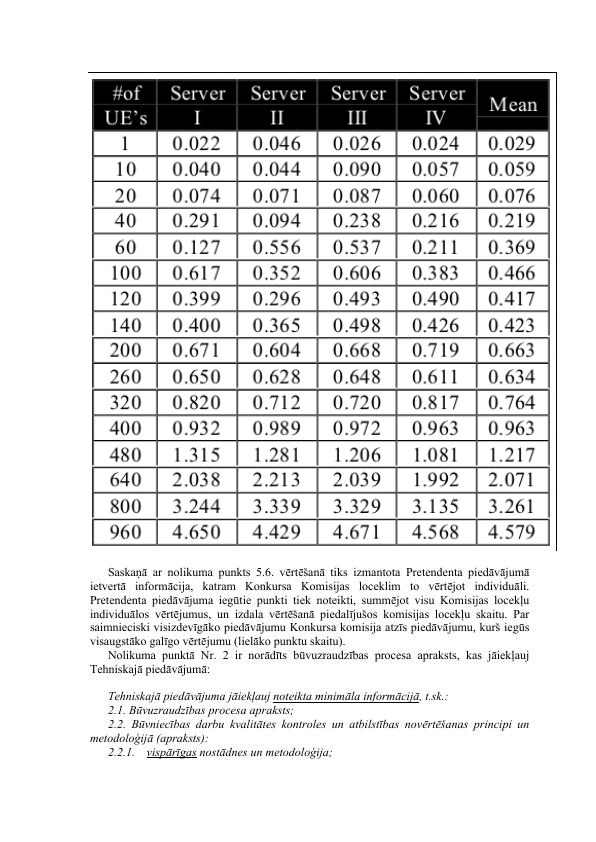 #of Server Server Server Server Mean
UE's I II III IV
1 0.022 0.046 0.026 0.024 0.029
10 0.040 0.044 0.090 0.057 0.059
20 0.074 0.071 0.087 0.060 0.076
40 0.291 0.094 0.238 0.216 0.219
60 0.127 0.556 0.537 0.211 0.369
100 0.617 0.352 0.606 0.383 0.466
120 0.399 0.296 0.493 0.490 0.417
140 0.400 0.365 0.498 0.426 0.423
200 0.671 0.604 0.668 0.719 0.663
260 0.650 0.628 0.648 0.611 0.634
320 0.820 0.712 0.720 0.817 0.764
400 0.932 0.989 0.972 0.963 0.963
480 1.315 1.281 1.206 1.081 1.217
640 2.038 2.213 2.039 1.992 2.071
800 3.244 3.339 3.329 3.135 3.261
960 4.650 4.429 4.671 4.568 4.579
Saskaņā ar nolikuma punkts 5.6. vērtēšanā tiks izmantota Pretendenta piedāvājumā
ietvertā informācija, katram Konkursa Komisijas loceklim to vērtējot individuāli.
Pretendenta piedāvājuma iegūtie punkti tiek noteikti, summējot visu Komisijas locekļu
individuālos vērtējumus, un izdala vērtēšanā piedalījušos komisijas locekļu skaitu. Par
saimnieciski visizdevīgāko piedāvājumu Konkursa komisija atzīs piedāvājumu, kurš iegūs
visaugstāko galīgo vērtējumu (lielāko punktu skaitu).
Nolikuma punktā Nr. 2 ir norādīts būvuzraudzības procesa apraksts, kas jāiekļauj
Tehniskajā piedāvājumā:
Tehniskajā piedāvājuma jāiekļauj noteikta minimāla informācijā, t.sk.:
2.1. Būvuzraudzības procesa apraksts;
2.2. Būvniecības darbu kvalitātes kontroles un atbilstības novērtēšanas principi un
metodoloģijā (apraksts):
2.2.1. vispārīgas nostādnes un metodoloģija;